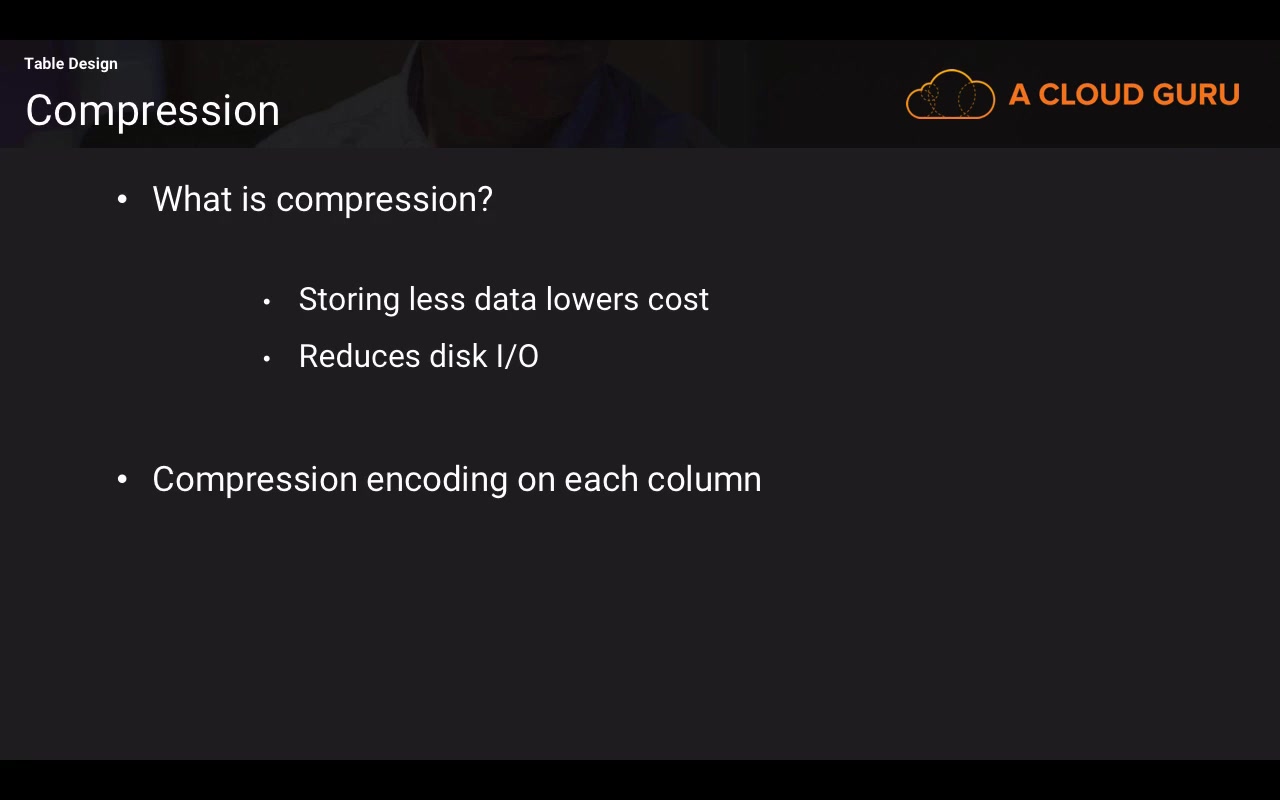 Table Design
Compression
A CLOUD GURU
• What is compression?
• Storing less data lowers cost
• Reduces disk I/O
• Compression encoding on each column